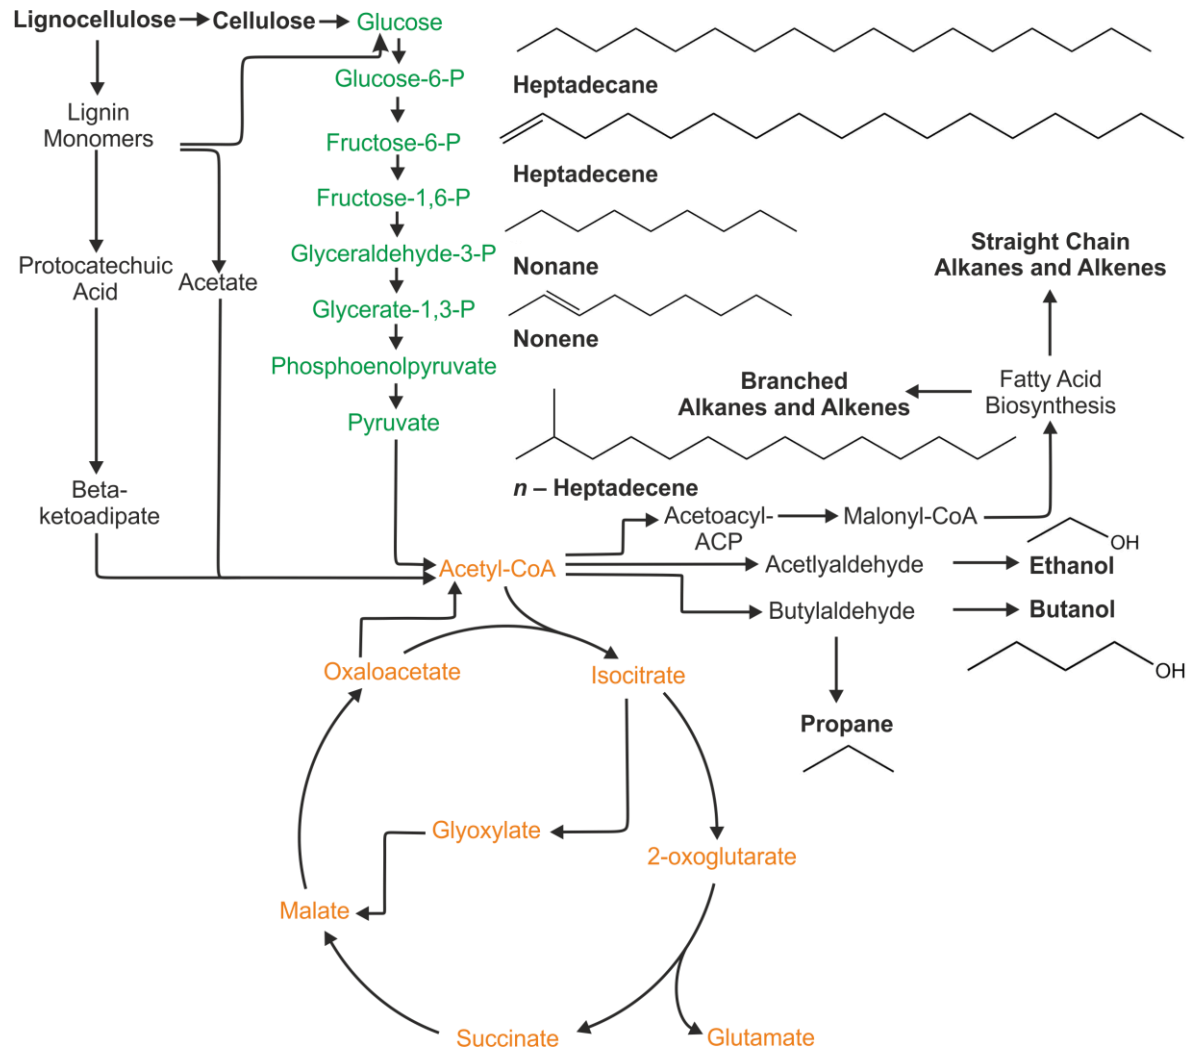 Lignocellulose
Cellulose
Glucose
Glucose-6-P
Fructose-6-P
Fructose-1,6-P
Glyceraldehyde-3-P
Glycerate-1,3-P
Phosphoenolpyruvate
Pyruvate
Lignin
Monomers
Protocatechuic
Acid
Acetate
Beta-
ketoadipate
Heptadecane
Heptadecene
Nonane
Nonene
n – Heptadecene
Straight Chain
Alkanes and Alkenes
Branched
Alkanes and Alkenes
Fatty Acid
Biosynthesis
Acetoacyl-
ACP
Malonyl-CoA
OH
Acetyl-CoA
Acetlyaldehyde
Ethanol
Butylaldehyde
Butanol
OH
Propane
Oxaloacetate
Isocitrate
Glyoxylate
2-oxoglutarate
Malate
Succinate
Glutamate